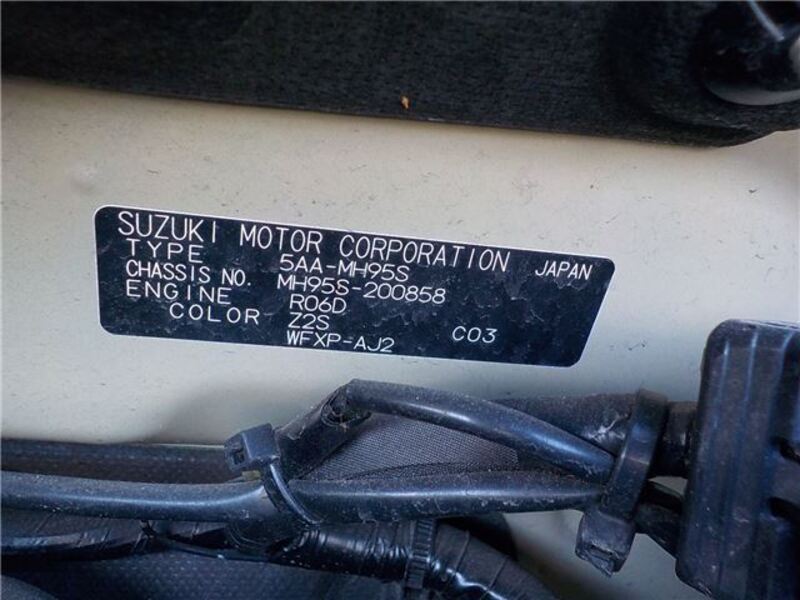 SUZUKI MOTOR CORPORATION JAPAN
TYPE 5AA-MH95S
CHASSIS NO. MH95S-200858
ENGINE R06D
COLOR Z2S
WFXP-AJ2 C03